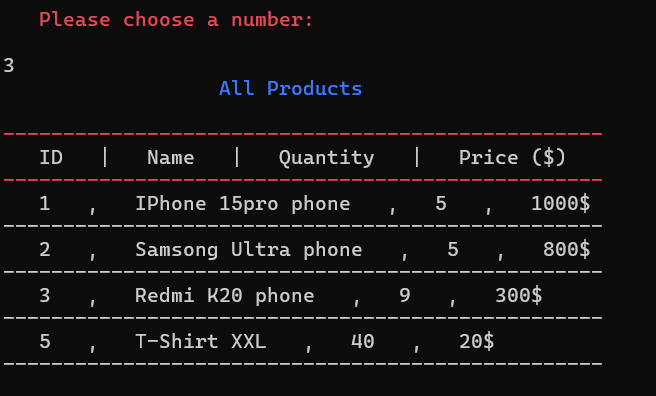 Please choose a number:
3
All Products
--------------------------------------------------
ID | Name | Quantity | Price ($)
--------------------------------------------------
1 , IPhone 15pro phone , 5 , 1000$
--------------------------------------------------
2 , Samsong Ultra phone , 5 , 800$
--------------------------------------------------
3 , Redmi K20 phone , 9 , 300$
--------------------------------------------------
5 , T-Shirt XXL , 40 , 20$
--------------------------------------------------